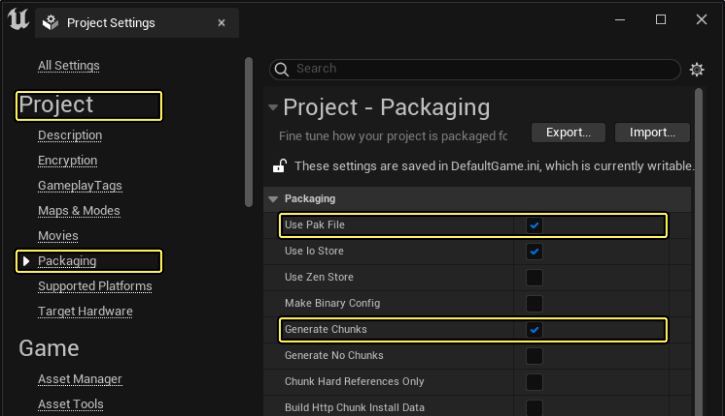 Project Settings
All Settings
Project
Description
Encryption
GameplayTags
Maps & Modes
Movies
Packaging
Supported Platforms
Target Hardware
Game
Asset Manager
Asset Tools
Search
Project - Packaging
Fine tune how your project is packaged fo
Export...
Import...
These settings are saved in DefaultGame.ini, which is currently writable.
Packaging
Use Pak File
Use Io Store
Use Zen Store
Make Binary Config
Generate Chunks
Generate No Chunks
Chunk Hard References Only
Build Http Chunk Install Data